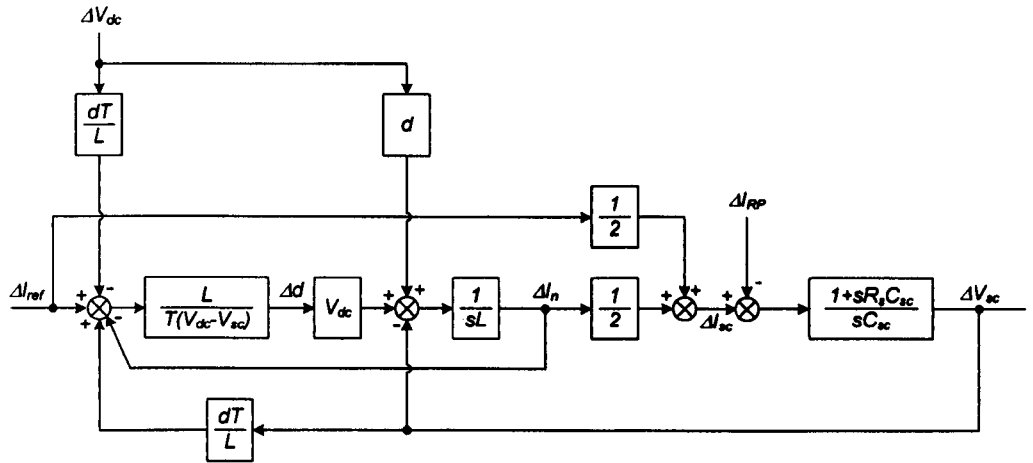 ΔV_dc
dT
L
d
1
2
ΔI_RP
ΔI_ref
+
-
+
-
L
T(V_dc-V_sc)
Δd
V_dc
+
+
-
1
sL
ΔI_n
1
2
+
+
ΔI_sc
+
-
1+sR_sC_sc
sC_sc
ΔV_sc
dT
L